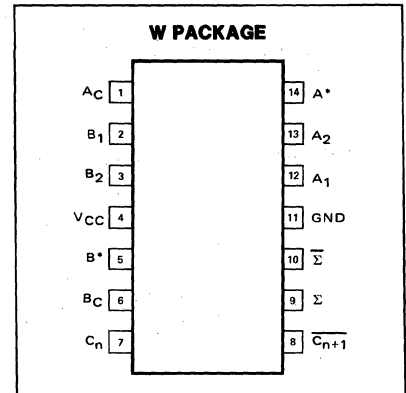 W PACKAGE
A_C 1 14 A*
B_1 2 13 A_2
B_2 3 12 A_1
V_CC 4 11 GND
B* 5 10 Σ̅
B_C 6 9 Σ
C_n 7 8 C̅_n̅+̅1̅